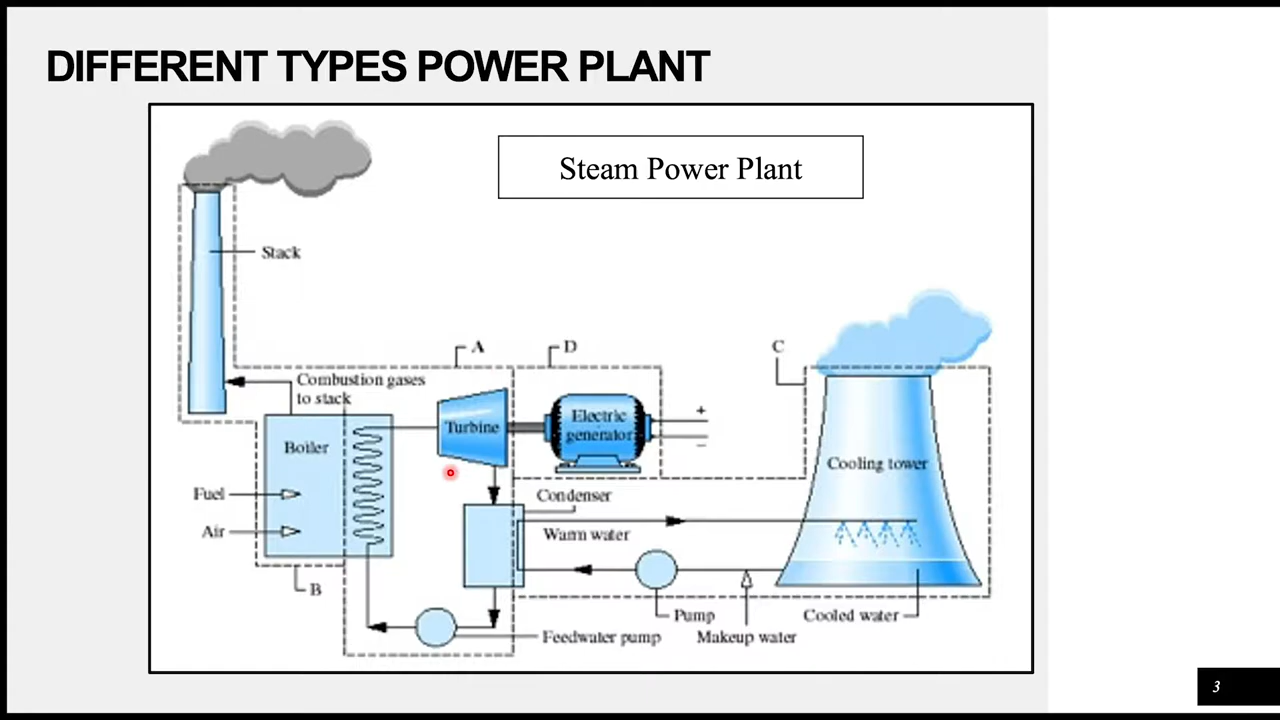 DIFFERENT TYPES POWER PLANT
Steam Power Plant
Stack
A
D
C
Combustion gases
to stack
+
Electric
generator
Turbine
−
Boiler
Cooling tower
Fuel
Condenser
Air
Warm water
B
Pump
Cooled water
Feedwater pump
Makeup water
3